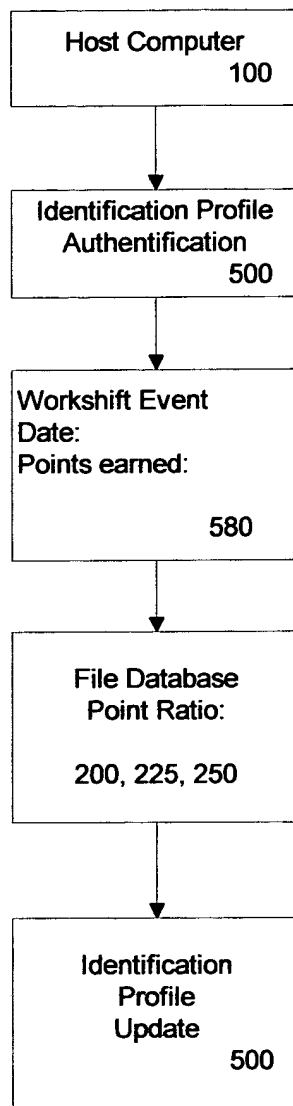 Host Computer
100
Identification Profile
Authentification
500
Workshift Event
Date:
Points earned:
580
File Database
Point Ratio:
200, 225, 250
Identification
Profile
Update
500